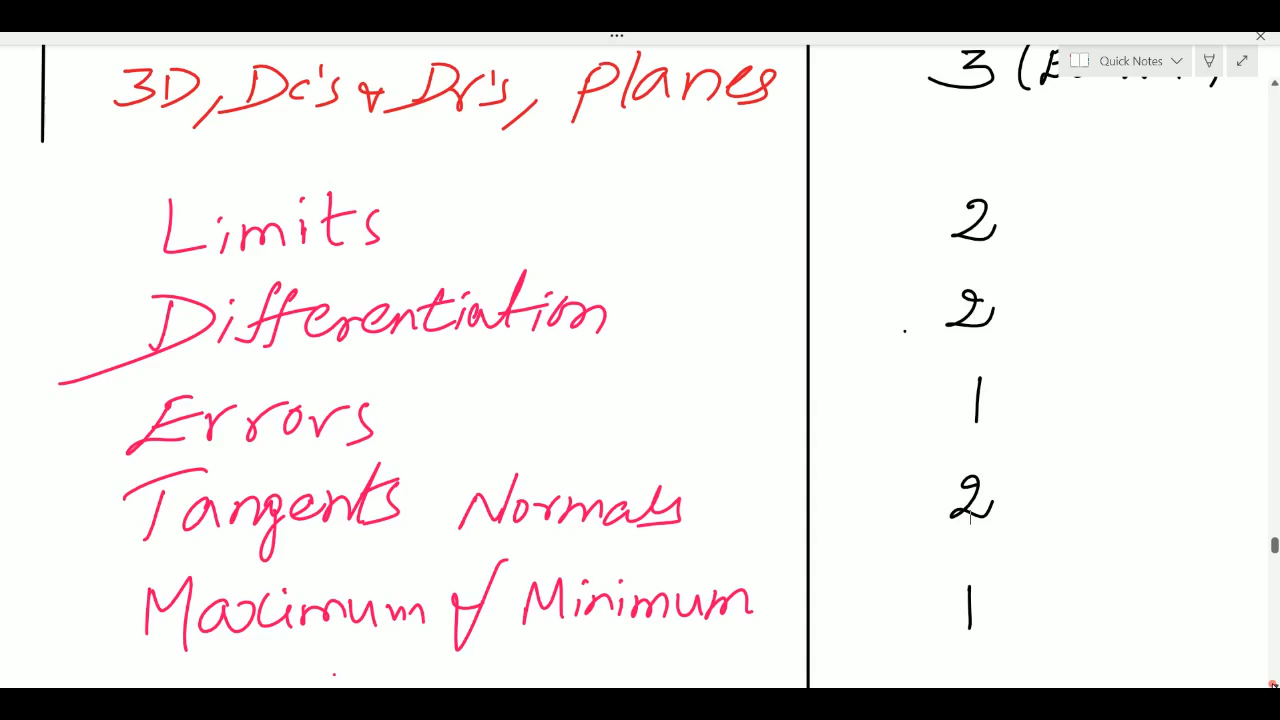 Quick Notes
3D, Dc's & Dr's, planes 3
Limits 2
Differentiation 2
Errors 1
Tangents Normals 2
Maximum & Minimum 1